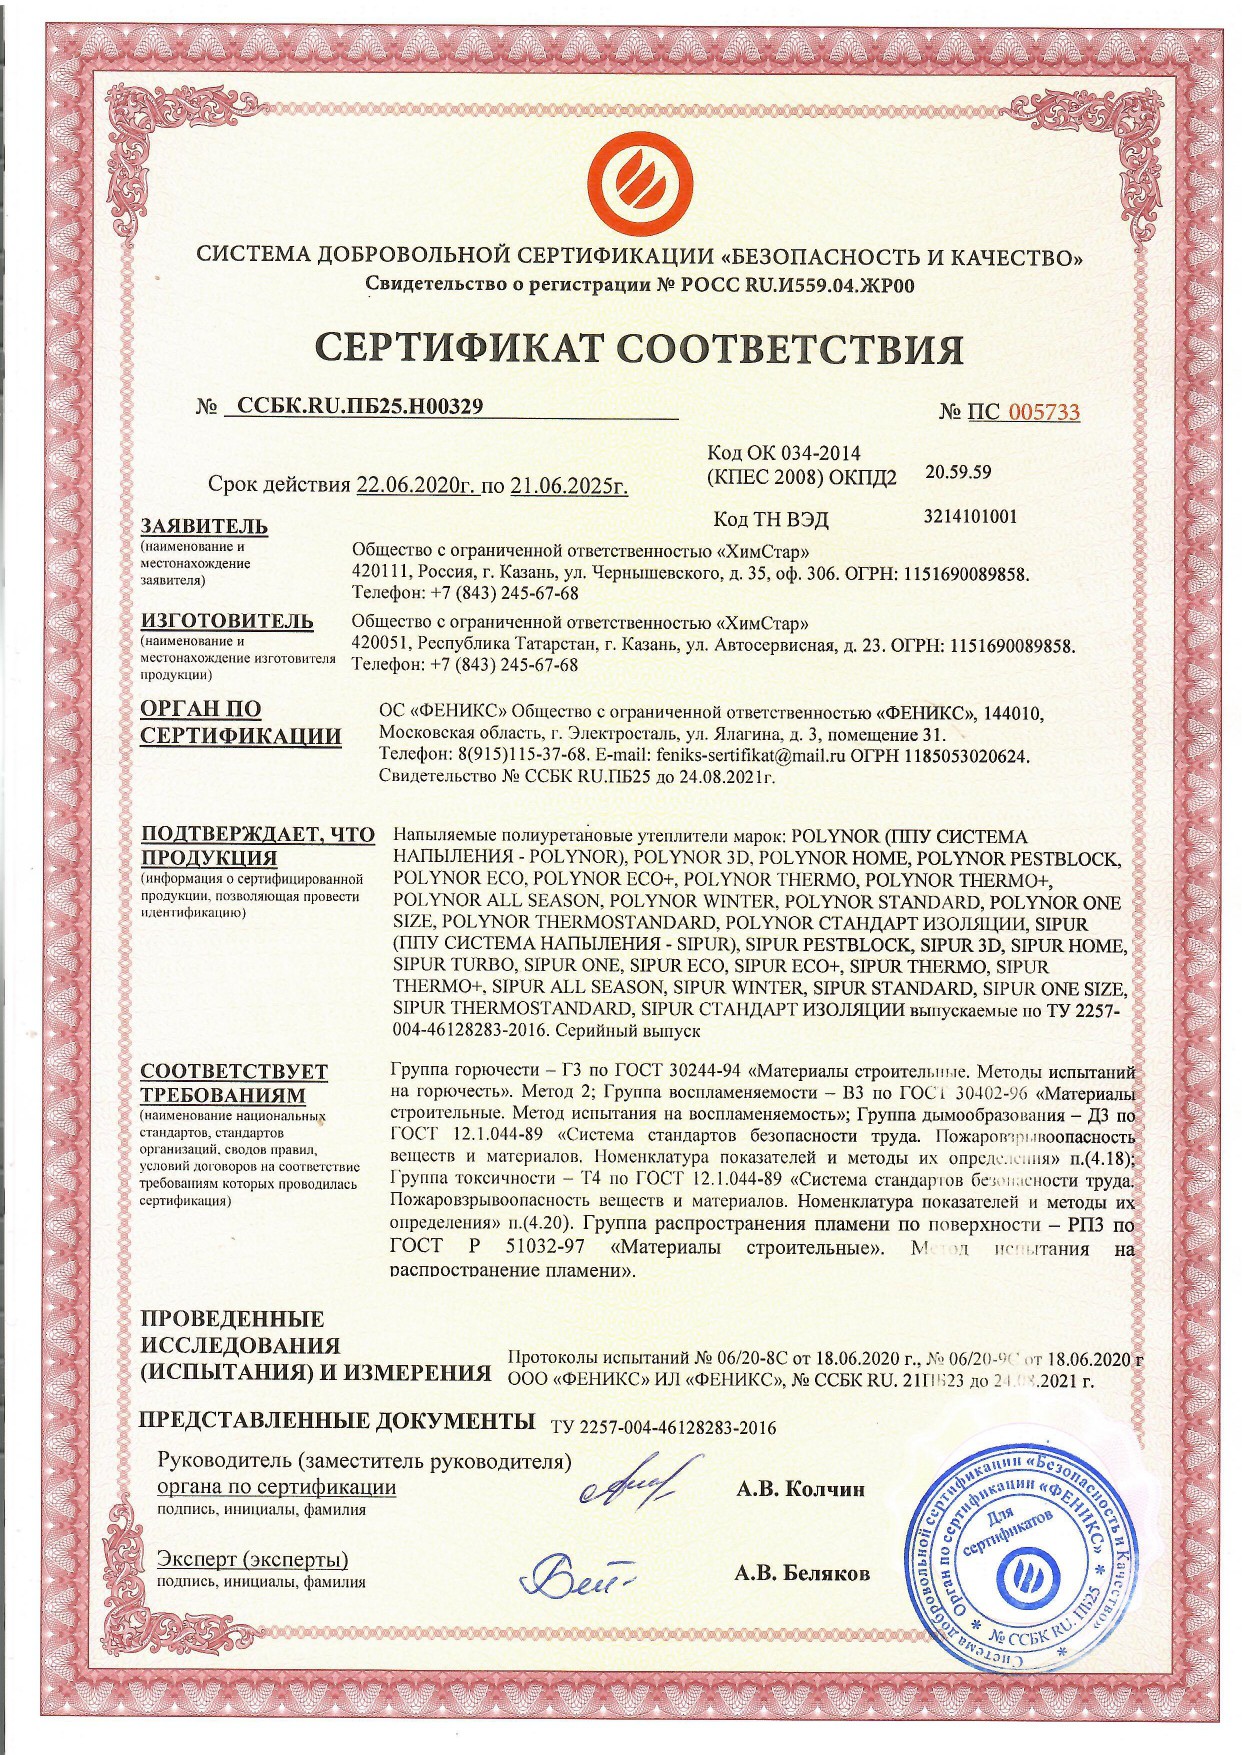 СИСТЕМА ДОБРОВОЛЬНОЙ СЕРТИФИКАЦИИ «БЕЗОПАСНОСТЬ И КАЧЕСТВО»
Свидетельство о регистрации № РОСС RU.И559.04.ЖР00
СЕРТИФИКАТ СООТВЕТСТВИЯ
№ ССБК.RU.ПБ25.Н00329
№ ПС 005733
Код ОК 034-2014
(КПЕС 2008) ОКПД2 20.59.59
Срок действия 22.06.2020г. по 21.06.2025г.
Код ТН ВЭД 3214101001
ЗАЯВИТЕЛЬ
(наименование и
местонахождение
заявителя)
Общество с ограниченной ответственностью «ХимСтар»
420111, Россия, г. Казань, ул. Чернышевского, д. 35, оф. 306. ОГРН: 1151690089858.
Телефон: +7 (843) 245-67-68
ИЗГОТОВИТЕЛЬ
(наименование и
местонахождение изготовителя
продукции)
Общество с ограниченной ответственностью «ХимСтар»
420051, Республика Татарстан, г. Казань, ул. Автосервисная, д. 23. ОГРН: 1151690089858.
Телефон: +7 (843) 245-67-68
ОРГАН ПО
СЕРТИФИКАЦИИ
ОС «ФЕНИКС» Общество с ограниченной ответственностью «ФЕНИКС», 144010,
Московская область, г. Электросталь, ул. Ялагина, д. 3, помещение 31.
Телефон: 8(915)115-37-68. E-mail: feniks-sertifikat@mail.ru ОГРН 1185053020624.
Свидетельство № ССБК RU.ПБ25 до 24.08.2021г.
ПОДТВЕРЖДАЕТ, ЧТО
ПРОДУКЦИЯ
(информация о сертифицированной
продукции, позволяющая провести
идентификацию)
Напыляемые полиуретановые утеплители марок: POLYNOR (ППУ СИСТЕМА
НАПЫЛЕНИЯ - POLYNOR), POLYNOR 3D, POLYNOR HOME, POLYNOR PESTBLOCK,
POLYNOR ECO, POLYNOR ECO+, POLYNOR THERMO, POLYNOR THERMO+,
POLYNOR ALL SEASON, POLYNOR WINTER, POLYNOR STANDARD, POLYNOR ONE
SIZE, POLYNOR THERMOSTANDARD, POLYNOR СТАНДАРТ ИЗОЛЯЦИИ, SIPUR
(ППУ СИСТЕМА НАПЫЛЕНИЯ - SIPUR), SIPUR PESTBLOCK, SIPUR 3D, SIPUR HOME,
SIPUR TURBO, SIPUR ONE, SIPUR ECO, SIPUR ECO+, SIPUR THERMO, SIPUR
THERMO+, SIPUR ALL SEASON, SIPUR WINTER, SIPUR STANDARD, SIPUR ONE SIZE,
SIPUR THERMOSTANDARD, SIPUR СТАНДАРТ ИЗОЛЯЦИИ выпускаемые по ТУ 2257-
004-46128283-2016. Серийный выпуск
СООТВЕТСТВУЕТ
ТРЕБОВАНИЯМ
(наименование национальных
стандартов, стандартов
организаций, сводов правил,
условий договоров на соответствие
требованиям которых проводилась
сертификация)
Группа горючести – Г3 по ГОСТ 30244-94 «Материалы строительные. Методы испытаний
на горючесть». Метод 2; Группа воспламеняемости – В3 по ГОСТ 30402-96 «Материалы
строительные. Метод испытания на воспламеняемость»; Группа дымообразования – Д3 по
ГОСТ 12.1.044-89 «Система стандартов безопасности труда. Пожаровзрывоопасность
веществ и материалов. Номенклатура показателей и методы их определения» п.(4.18);
Группа токсичности – Т4 по ГОСТ 12.1.044-89 «Система стандартов безопасности труда.
Пожаровзрывоопасность веществ и материалов. Номенклатура показателей и методы их
определения» п.(4.20). Группа распространения пламени по поверхности – РП3 по
ГОСТ Р 51032-97 «Материалы строительные». Метод испытания на
распространение пламени».
ПРОВЕДЕННЫЕ
ИССЛЕДОВАНИЯ
(ИСПЫТАНИЯ) И ИЗМЕРЕНИЯ
Протоколы испытаний № 06/20-8С от 18.06.2020 г., № 06/20-9С от 18.06.2020 г
ООО «ФЕНИКС» ИЛ «ФЕНИКС», № ССБК RU. 21ПБ23 до 24.08.2021 г.
ПРЕДСТАВЛЕННЫЕ ДОКУМЕНТЫ ТУ 2257-004-46128283-2016
Руководитель (заместитель руководителя)
органа по сертификации
подпись, инициалы, фамилия
А.В. Колчин
Эксперт (эксперты)
подпись, инициалы, фамилия
А.В. Беляков
Система добровольной сертификации «Безопасность и Качество»
Орган по сертификации «ФЕНИКС»
Для
сертификатов
№ ССБК RU. ПБ25